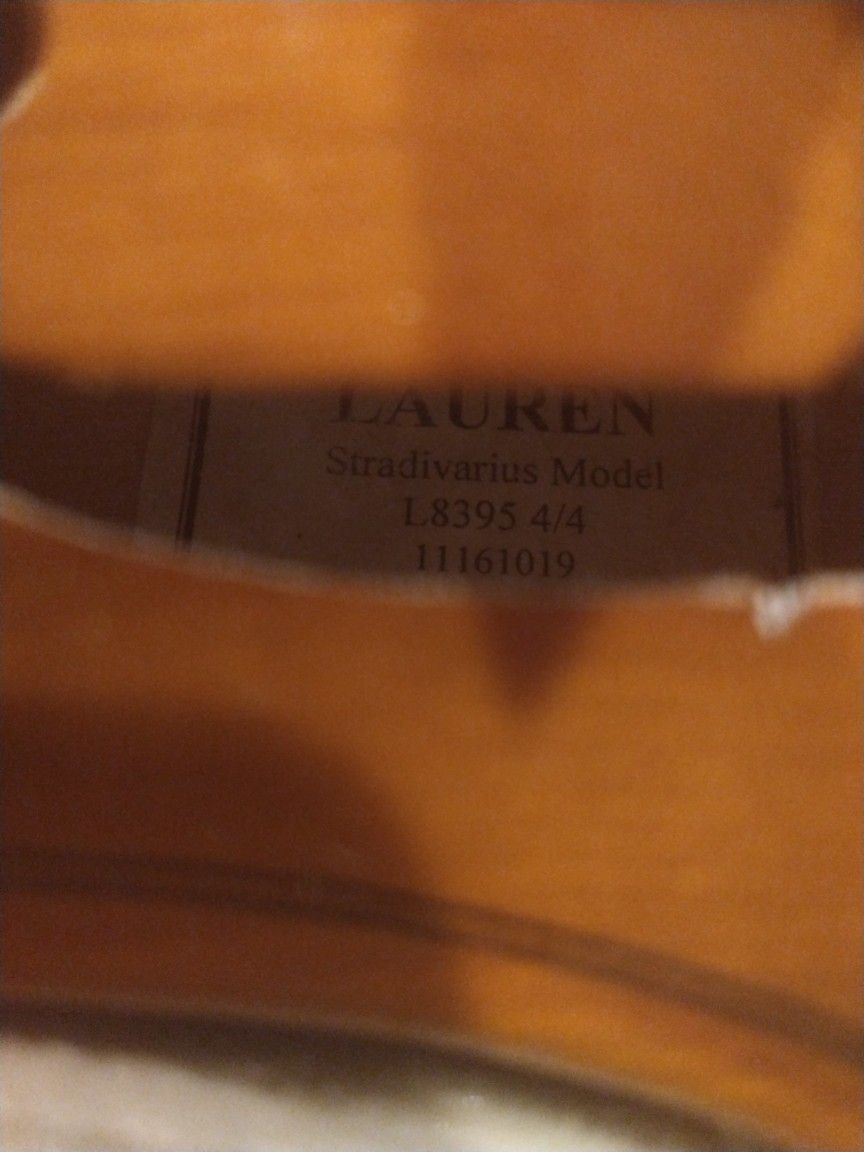 LAUREN
Stradivarius Model
L8395 4/4
11161019